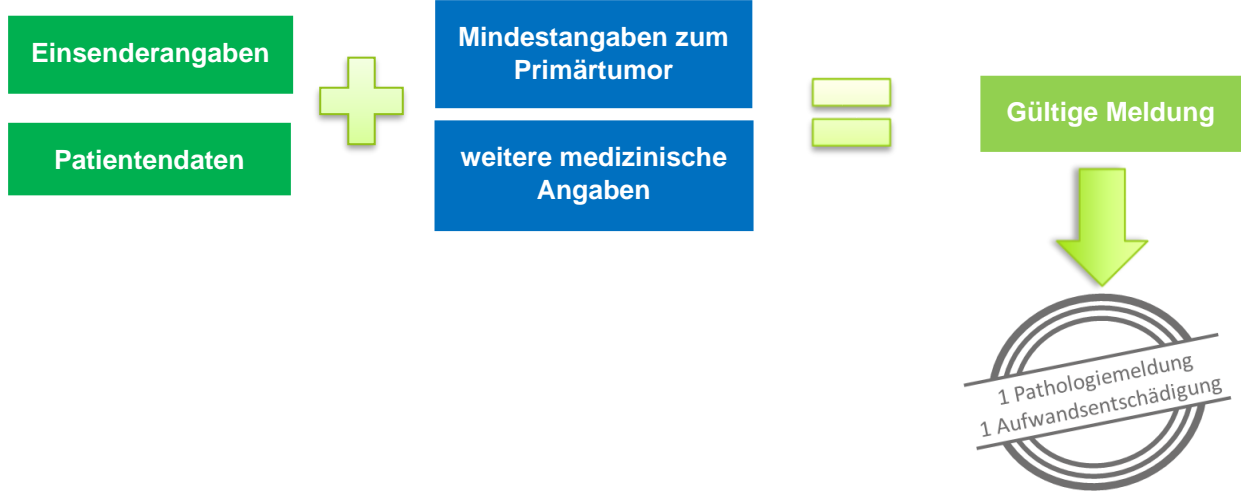 Einsenderangaben
Patientendaten
Mindestangaben zum
Primärtumor
weitere medizinische
Angaben
Gültige Meldung
1 Pathologiemeldung
1 Aufwandsentschädigung